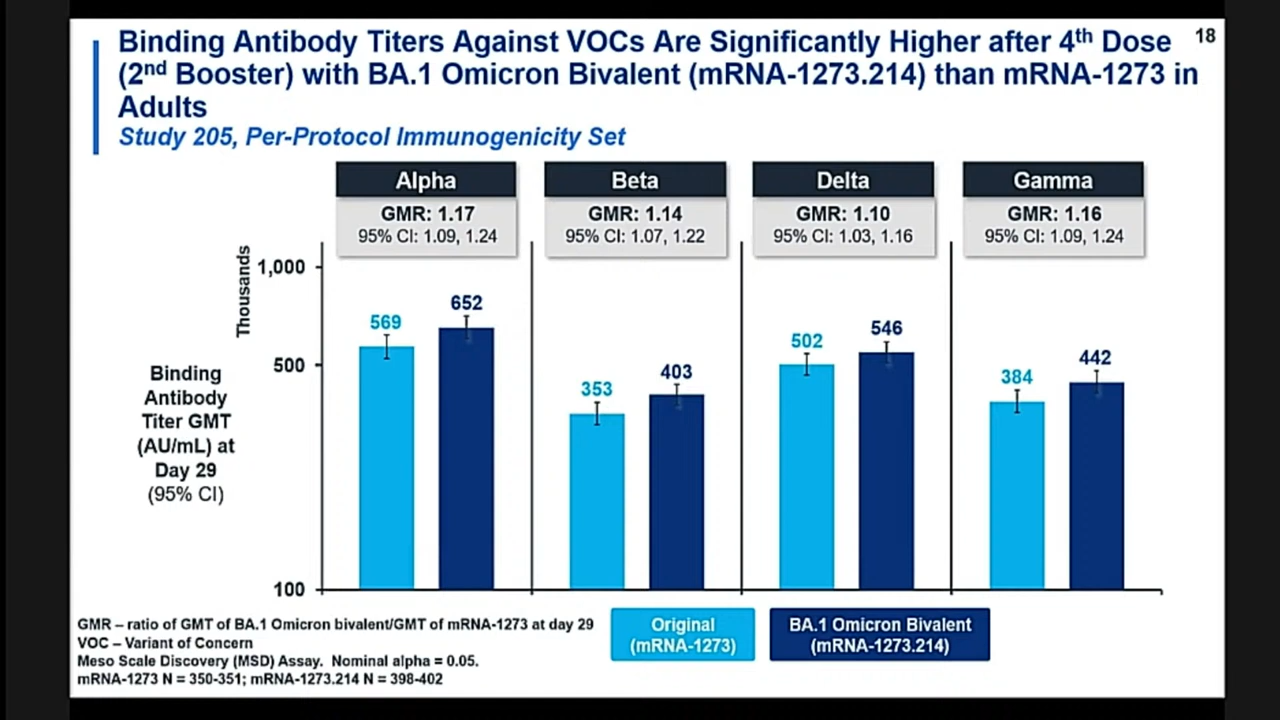 Binding Antibody Titers Against VOCs Are Significantly Higher after 4th Dose
18
(2nd Booster) with BA.1 Omicron Bivalent (mRNA-1273.214) than mRNA-1273 in
Adults
Study 205, Per-Protocol Immunogenicity Set
Alpha
GMR: 1.17
95% CI: 1.09, 1.24
Beta
GMR: 1.14
95% CI: 1.07, 1.22
Delta
GMR: 1.10
95% CI: 1.03, 1.16
Gamma
GMR: 1.16
95% CI: 1.09, 1.24
Thousands
1,000
500
100
Binding
Antibody
Titer GMT
(AU/mL) at
Day 29
(95% CI)
569
652
353
403
502
546
384
442
GMR – ratio of GMT of BA.1 Omicron bivalent/GMT of mRNA-1273 at day 29
VOC – Variant of Concern
Meso Scale Discovery (MSD) Assay. Nominal alpha = 0.05.
mRNA-1273 N = 350-351; mRNA-1273.214 N = 398-402
Original
(mRNA-1273)
BA.1 Omicron Bivalent
(mRNA-1273.214)